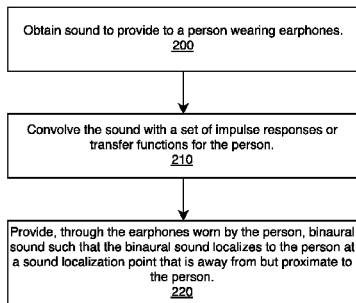 Obtain sound to provide to a person wearing earphones.
200
Convolve the sound with a set of impulse responses or
transfer functions for the person.
210
Provide, through the earphones worn by the person, binaural
sound such that the binaural sound localizes to the person at
a sound localization point that is away from but proximate to
the person.
220